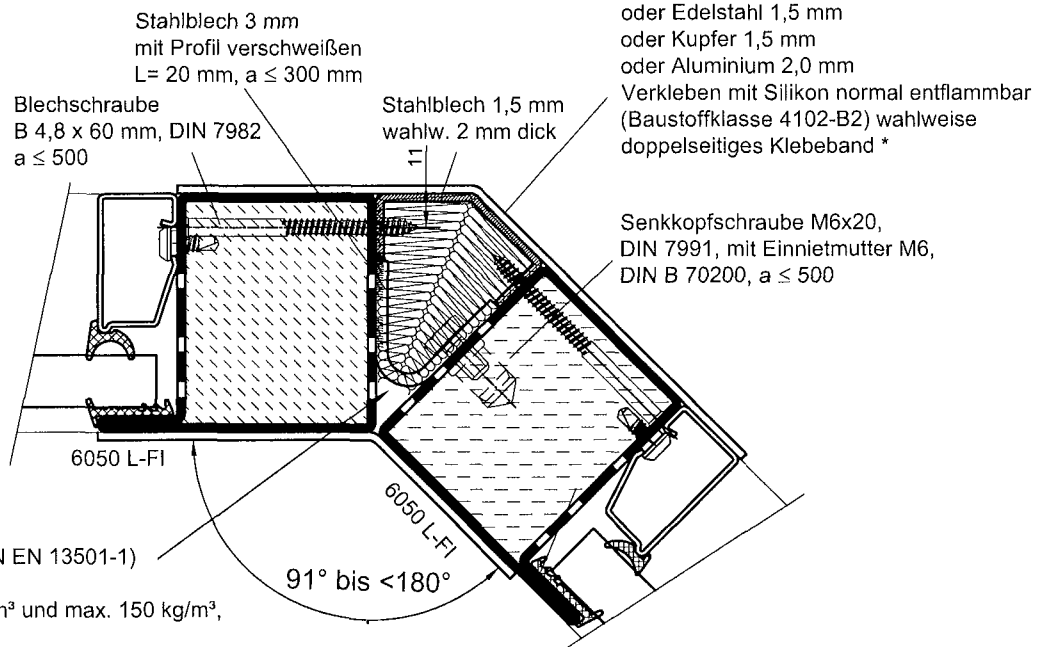 Stahlblech 3 mm
mit Profil verschweißen
L= 20 mm, a ≤ 300 mm
Blechschraube
B 4,8 x 60 mm, DIN 7982
a ≤ 500
Stahlblech 1,5 mm
wahlw. 2 mm dick
11
oder Edelstahl 1,5 mm
oder Kupfer 1,5 mm
oder Aluminium 2,0 mm
Verkleben mit Silikon normal entflammbar
(Baustoffklasse 4102-B2) wahlweise
doppelseitiges Klebeband *
Senkkopfschraube M6x20,
DIN 7991, mit Einnietmutter M6,
DIN B 70200, a ≤ 500
6050 L-FI
6050 L-FI
91° bis <180°
N EN 13501-1)
m³ und max. 150 kg/m³,